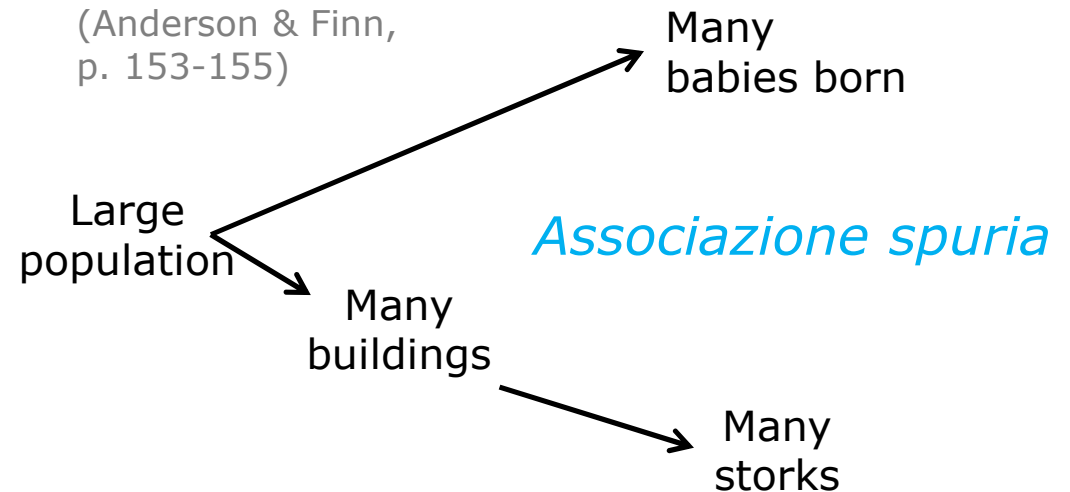 (Anderson & Finn,
p. 153-155)
Many
babies born
Large
population
Associazione spuria
Many
buildings
Many
storks